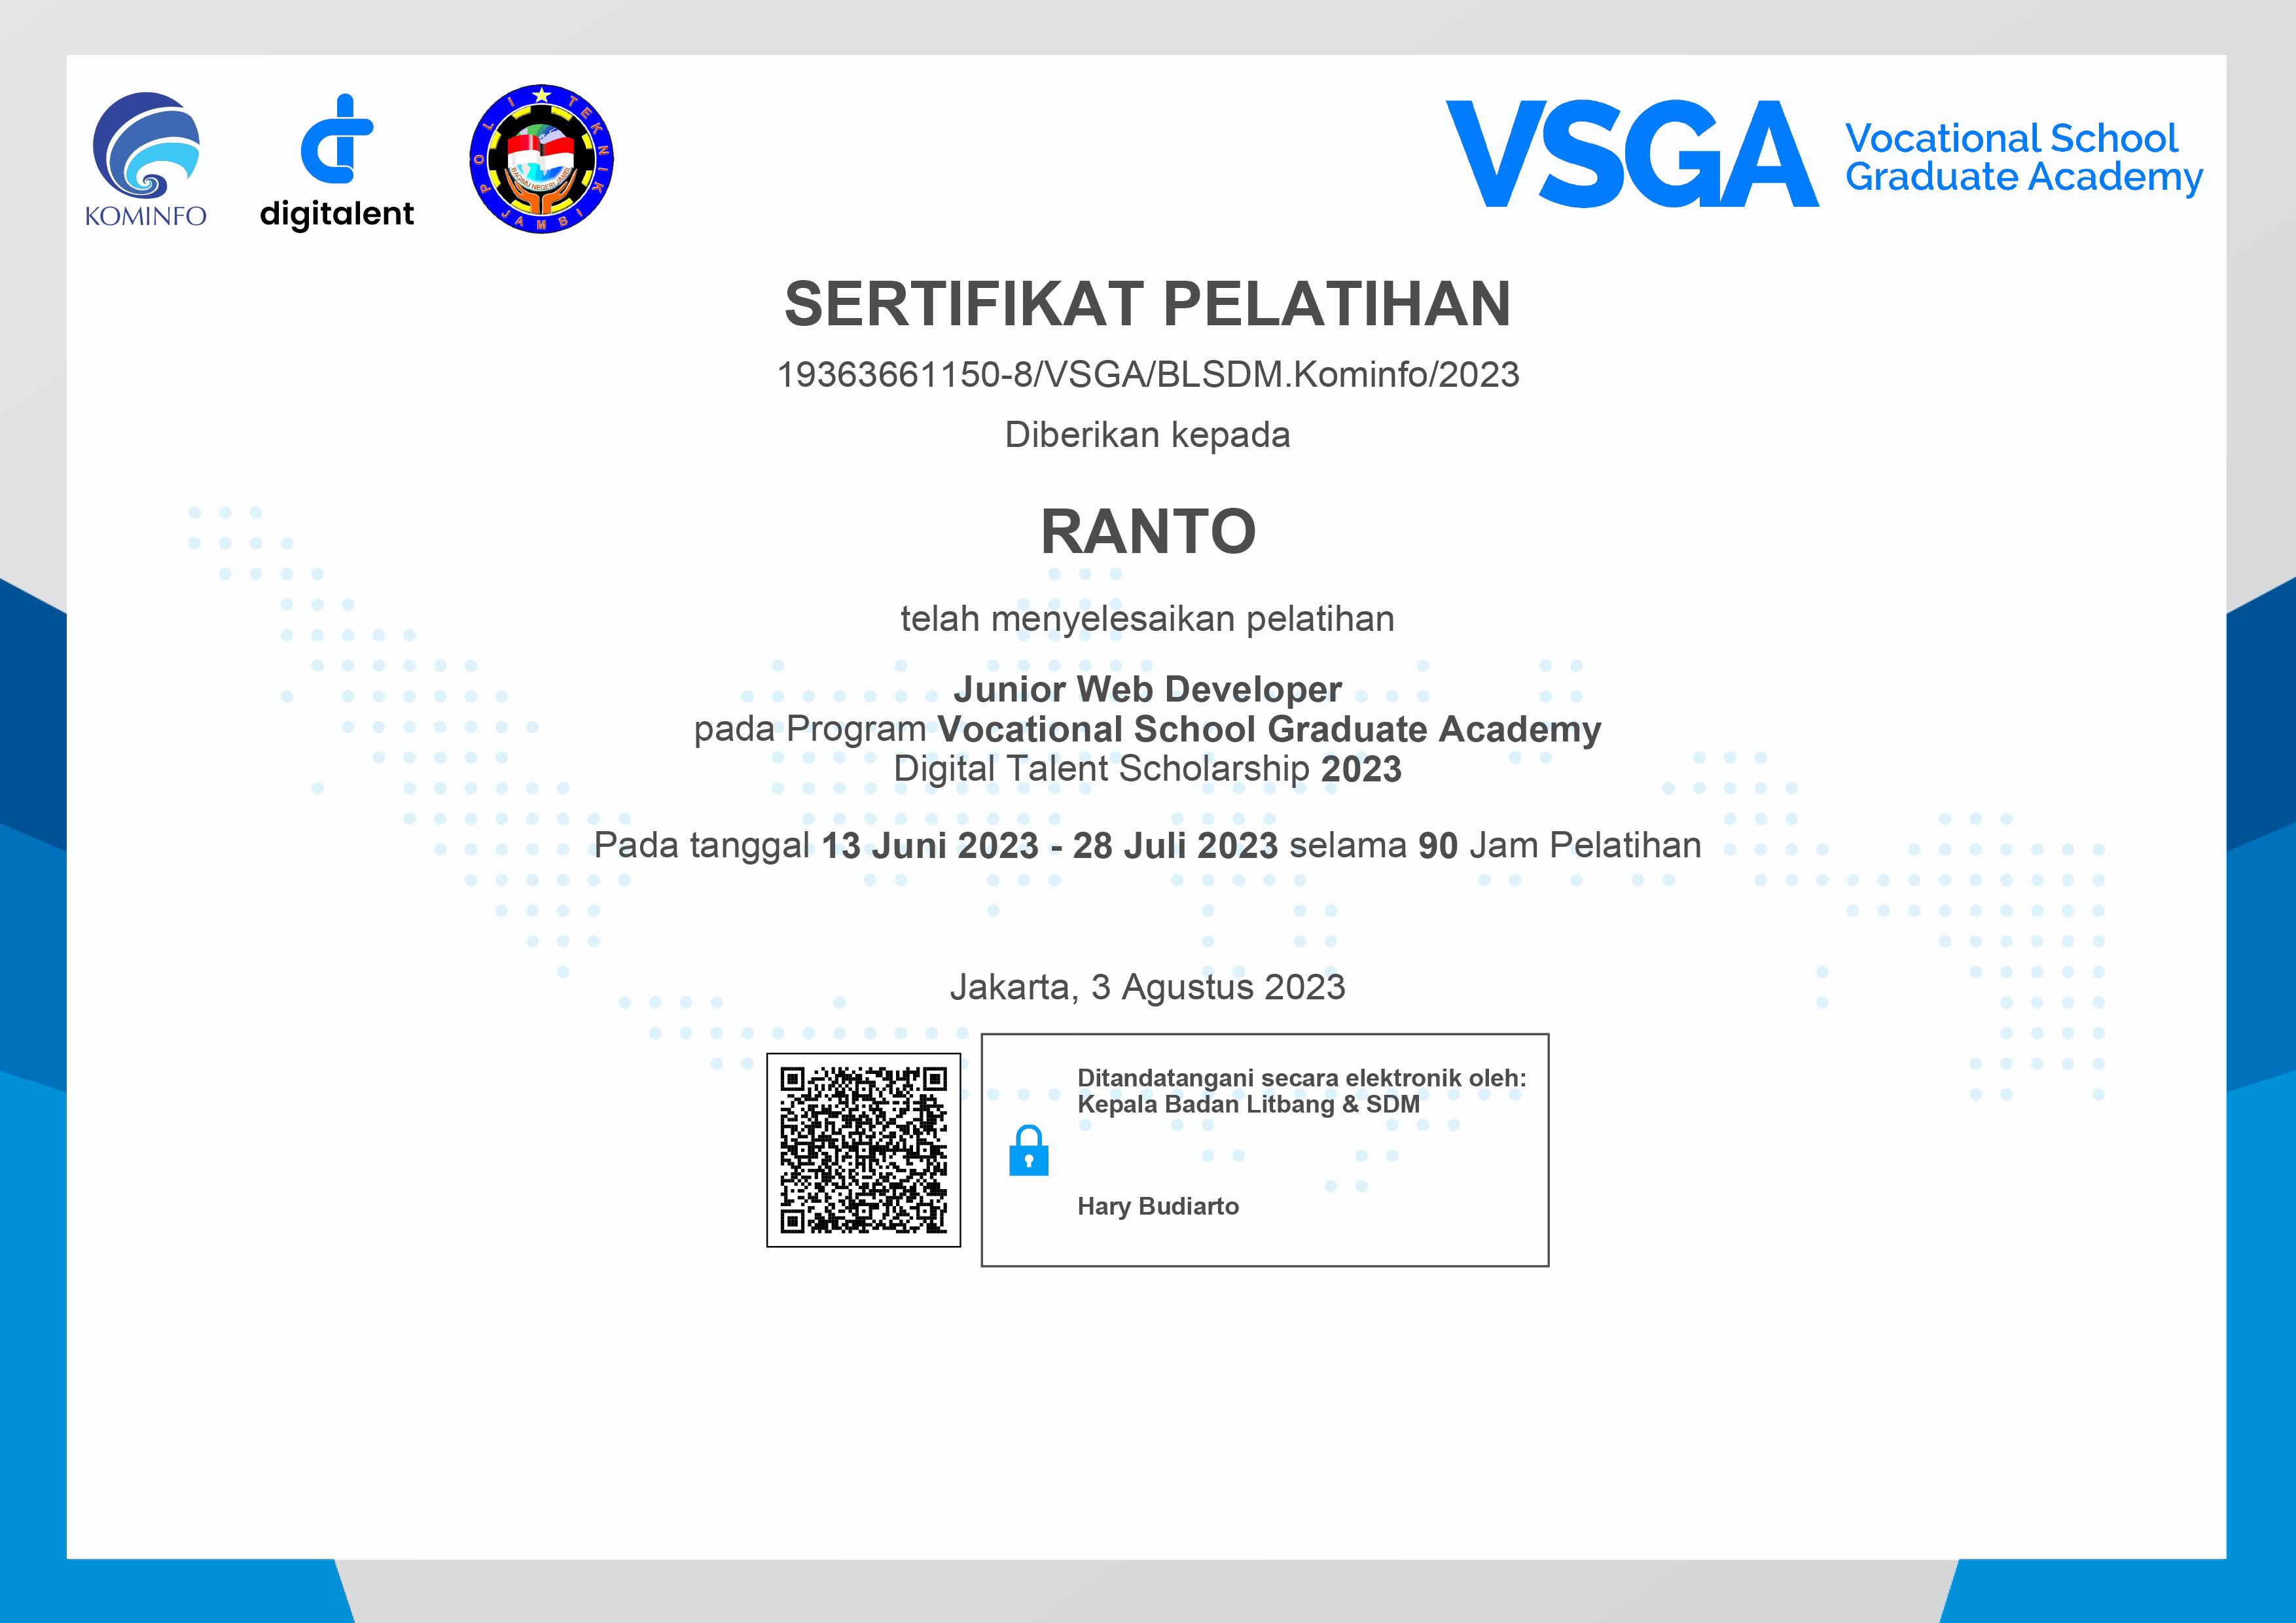 KOMINFO
digitalent
POLITEKNIK
JAMBI
BAGIMU NEGERI JAMBI
VSGA
Vocational School
Graduate Academy
SERTIFIKAT PELATIHAN
19363661150-8/VSGA/BLSDM.Kominfo/2023
Diberikan kepada
RANTO
telah menyelesaikan pelatihan
Junior Web Developer
pada Program Vocational School Graduate Academy
Digital Talent Scholarship 2023
Pada tanggal 13 Juni 2023 - 28 Juli 2023 selama 90 Jam Pelatihan
Jakarta, 3 Agustus 2023
Ditandatangani secara elektronik oleh:
Kepala Badan Litbang & SDM
Hary Budiarto